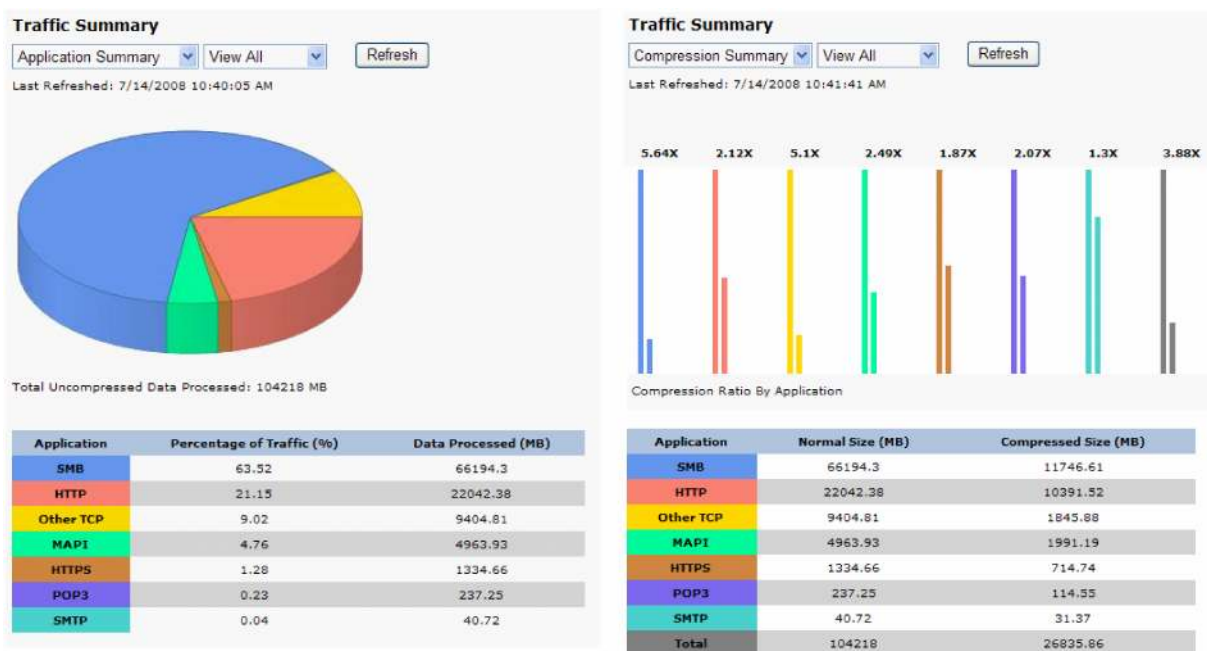 Traffic Summary
Application Summary View All Refresh
Last Refreshed: 7/14/2008 10:40:05 AM
Total Uncompressed Data Processed: 104218 MB
Application Percentage of Traffic (%) Data Processed (MB)
SMB 63.52 66194.3
HTTP 21.15 22042.38
Other TCP 9.02 9404.81
MAPI 4.76 4963.93
HTTPS 1.28 1334.66
POP3 0.23 237.25
SMTP 0.04 40.72
Traffic Summary
Compression Summary View All Refresh
Last Refreshed: 7/14/2008 10:41:41 AM
5.64X 2.12X 5.1X 2.49X 1.87X 2.07X 1.3X 3.88X
Compression Ratio By Application
Application Normal Size (MB) Compressed Size (MB)
SMB 66194.3 11746.61
HTTP 22042.38 10391.52
Other TCP 9404.81 1845.88
MAPI 4963.93 1991.19
HTTPS 1334.66 714.74
POP3 237.25 114.55
SMTP 40.72 31.37
Total 104218 26835.86